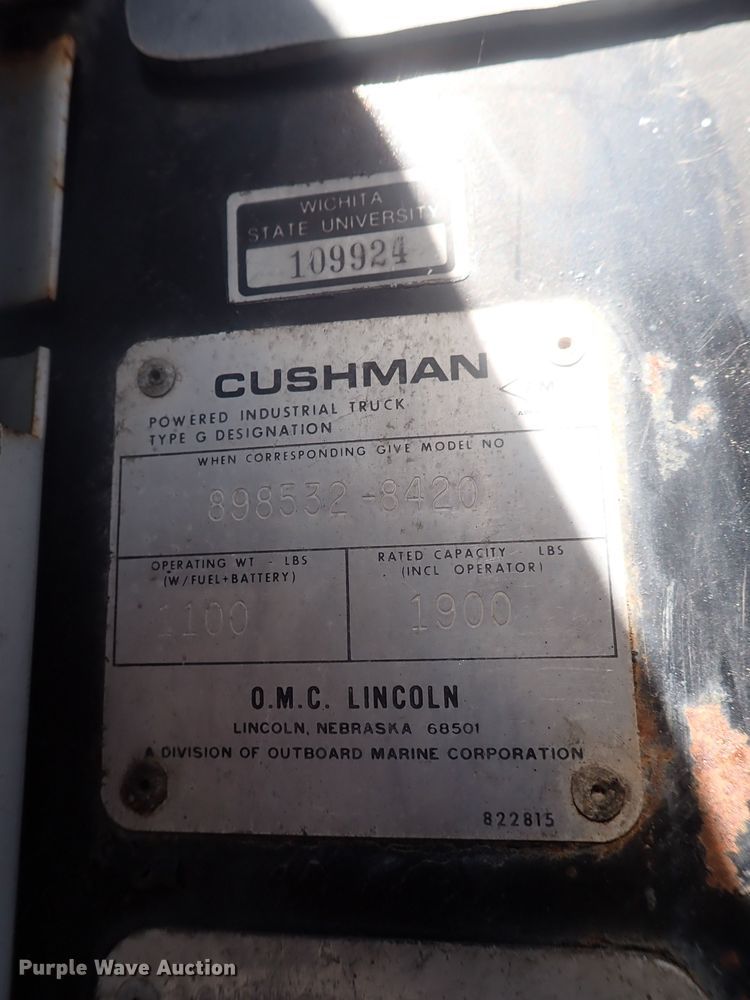 WICHITA
STATE UNIVERSITY
109924
CUSHMAN
POWERED INDUSTRIAL TRUCK
TYPE G DESIGNATION
WHEN CORRESPONDING GIVE MODEL NO
898532-8420
OPERATING WT - LBS
(W/FUEL+BATTERY)
1100
RATED CAPACITY - LBS
(INCL OPERATOR)
1900
O.M.C. LINCOLN
LINCOLN, NEBRASKA 68501
A DIVISION OF OUTBOARD MARINE CORPORATION
822815
Purple Wave Auction